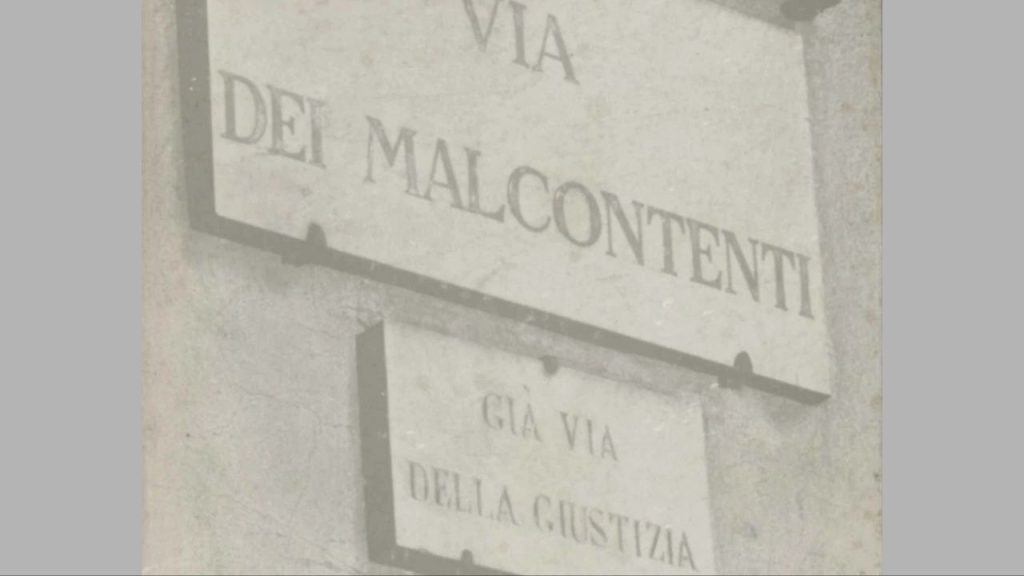 VIA
DEI MALCONTENTI
GIÀ VIA
DELLA GIUSTIZIA